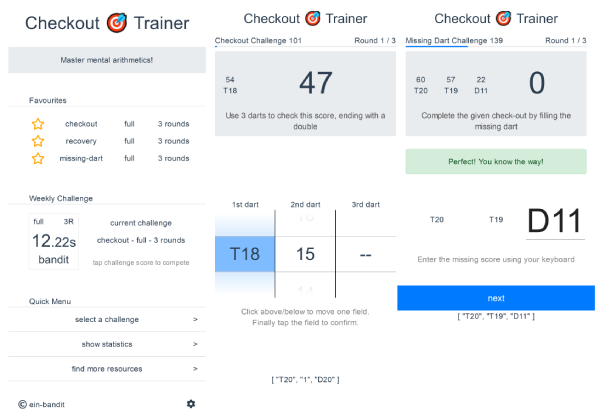 Checkout 🎯 Trainer
Master mental arithmetics!
Favourites
checkout full 3 rounds
recovery full 3 rounds
missing-dart full 3 rounds
Weekly Challenge
full 3R
12.22s
bandit
current challenge
checkout - full - 3 rounds
tap challenge score to compete
Quick Menu
select a challenge >
show statistics >
find more resources >
© ein-bandit
Checkout 🎯 Trainer
Checkout Challenge 101 Round 1 / 3
54
T18
47
Use 3 darts to check this score, ending with a
double
1st dart 2nd dart 3rd dart
16
T18 15 --
14
Click above/below to move one field.
Finally tap the field to confirm.
[ "T20", "1", "D20" ]
Checkout 🎯 Trainer
Missing Dart Challenge 139 Round 1 / 3
60 57 22
T20 T19 D11
0
Complete the given check-out by filling the
missing dart
Perfect! You know the way!
T20 T19 D11
Enter the missing score using your keyboard
next
[ "T20", "T19", "D11" ]